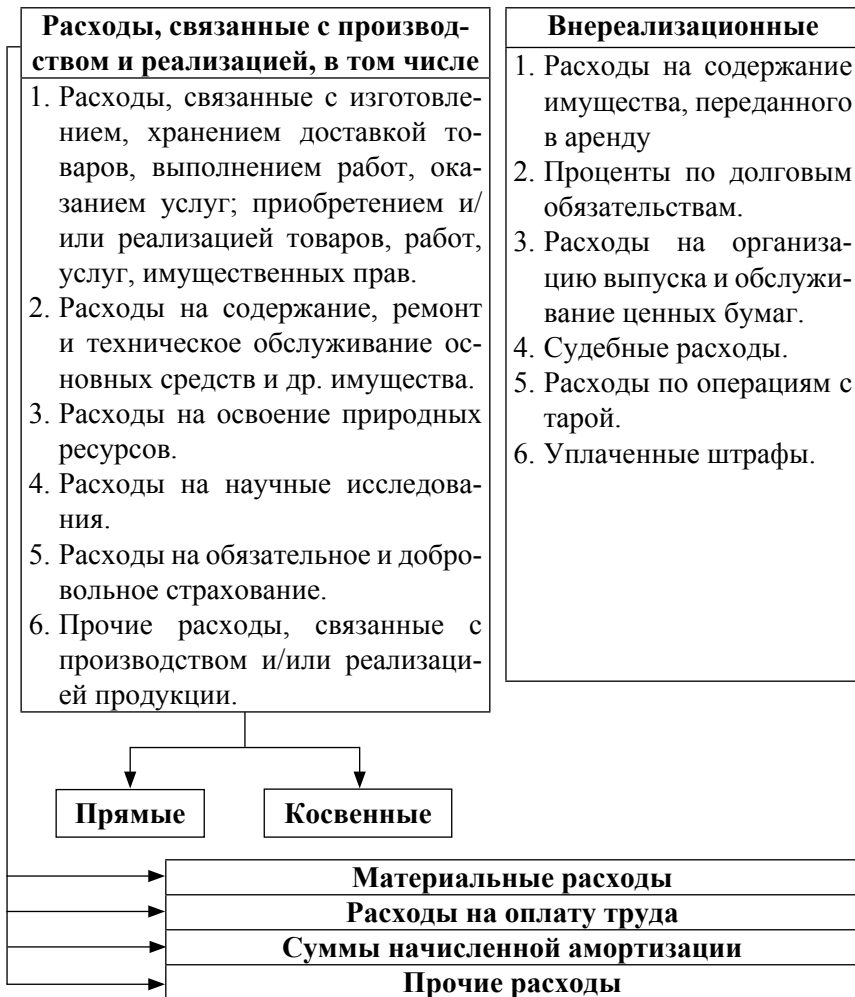 Расходы, связанные с производ-
ством и реализацией, в том числе
1. Расходы, связанные с изготовле-
нием, хранением доставкой то-
варов, выполнением работ, ока-
занием услуг; приобретением и/
или реализацией товаров, работ,
услуг, имущественных прав.
2. Расходы на содержание, ремонт
и техническое обслуживание ос-
новных средств и др. имущества.
3. Расходы на освоение природных
ресурсов.
4. Расходы на научные исследова-
ния.
5. Расходы на обязательное и добро-
вольное страхование.
6. Прочие расходы, связанные с
производством и/или реализаци-
ей продукции.
Внереализационные
1. Расходы на содержание
имущества, переданного
в аренду
2. Проценты по долговым
обязательствам.
3. Расходы на организа-
цию выпуска и обслужи-
вание ценных бумаг.
4. Судебные расходы.
5. Расходы по операциям с
тарой.
6. Уплаченные штрафы.
Прямые
Косвенные
Материальные расходы
Расходы на оплату труда
Суммы начисленной амортизации
Прочие расходы